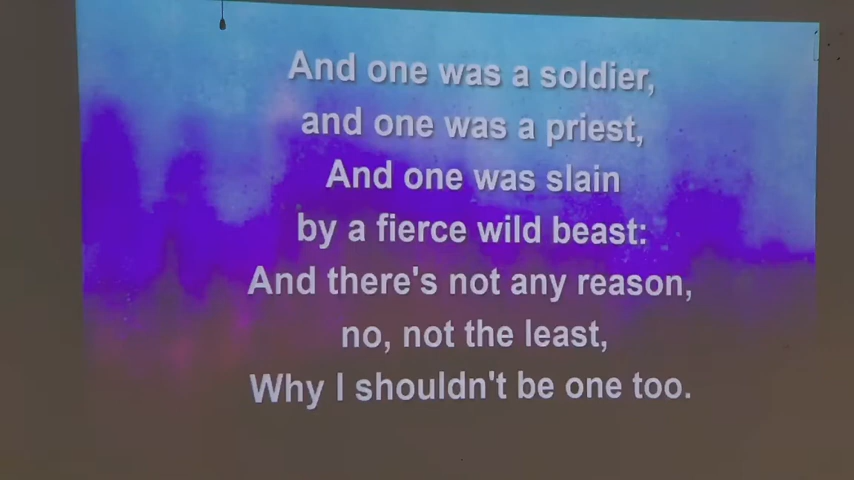 And one was a soldier,
and one was a priest,
And one was slain
by a fierce wild beast:
And there's not any reason,
no, not the least,
Why I shouldn't be one too.